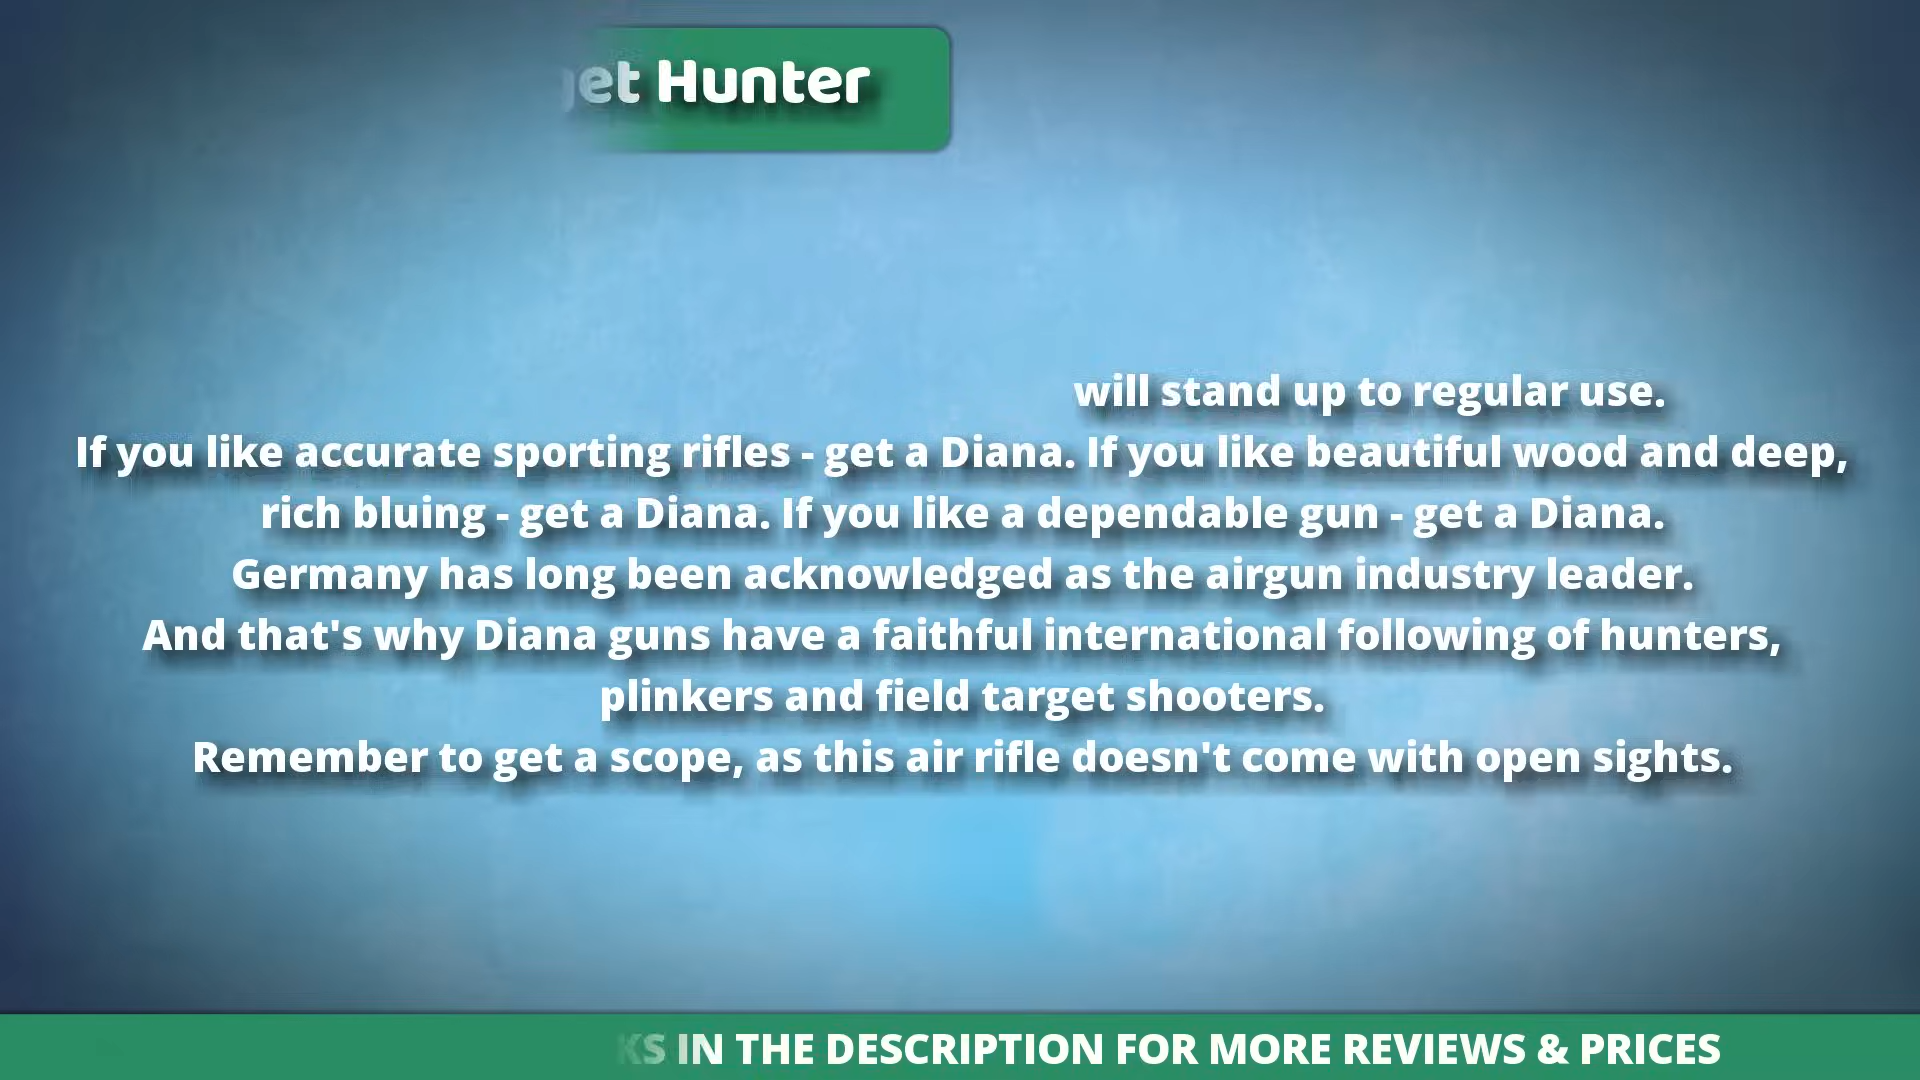 Hunter
will stand up to regular use.
If you like accurate sporting rifles - get a Diana. If you like beautiful wood and deep,
rich bluing - get a Diana. If you like a dependable gun - get a Diana.
Germany has long been acknowledged as the airgun industry leader.
And that's why Diana guns have a faithful international following of hunters,
plinkers and field target shooters.
Remember to get a scope, as this air rifle doesn't come with open sights.
IN THE DESCRIPTION FOR MORE REVIEWS & PRICES